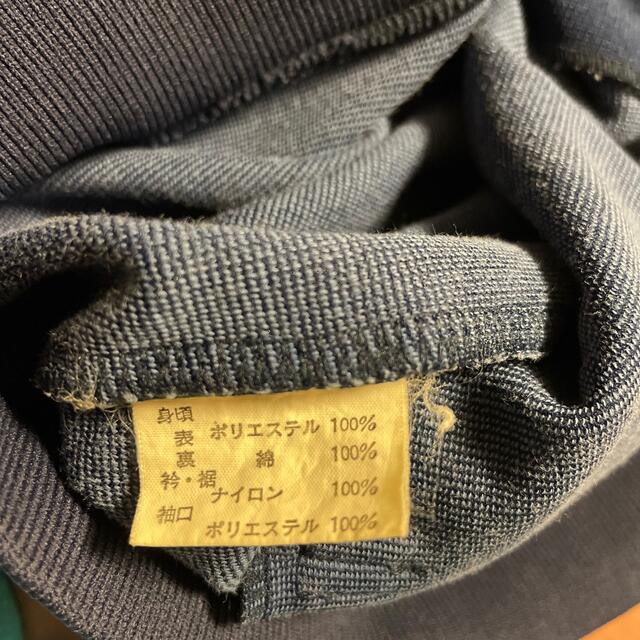 身頃
表 ポリエステル 100%
裏 綿 100%
衿・裾
ナイロン 100%
袖口
ポリエステル 100%